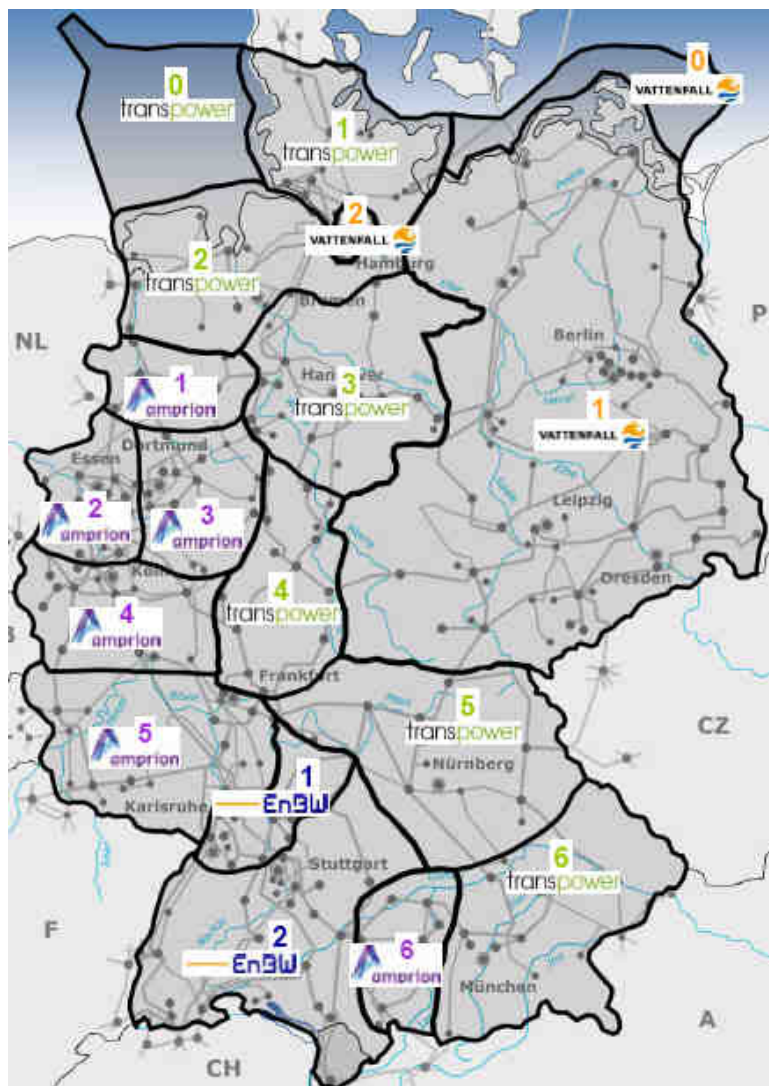 0
transpower
1
transpower
0
VATTENFALL
2
VATTENFALL
Hamburg
2
transpower
Bremen
NL
P
Berlin
1
amprion
Hannover
3
transpower
1
VATTENFALL
Dortmund
Essen
2
amprion
3
amprion
Leipzig
Dresden
4
amprion
4
transpower
Frankfurt
5
amprion
5
transpower
Nürnberg
CZ
Karlsruhe
1
EnBW
Stuttgart
6
transpower
F
2
EnBW
6
amprion
München
A
CH